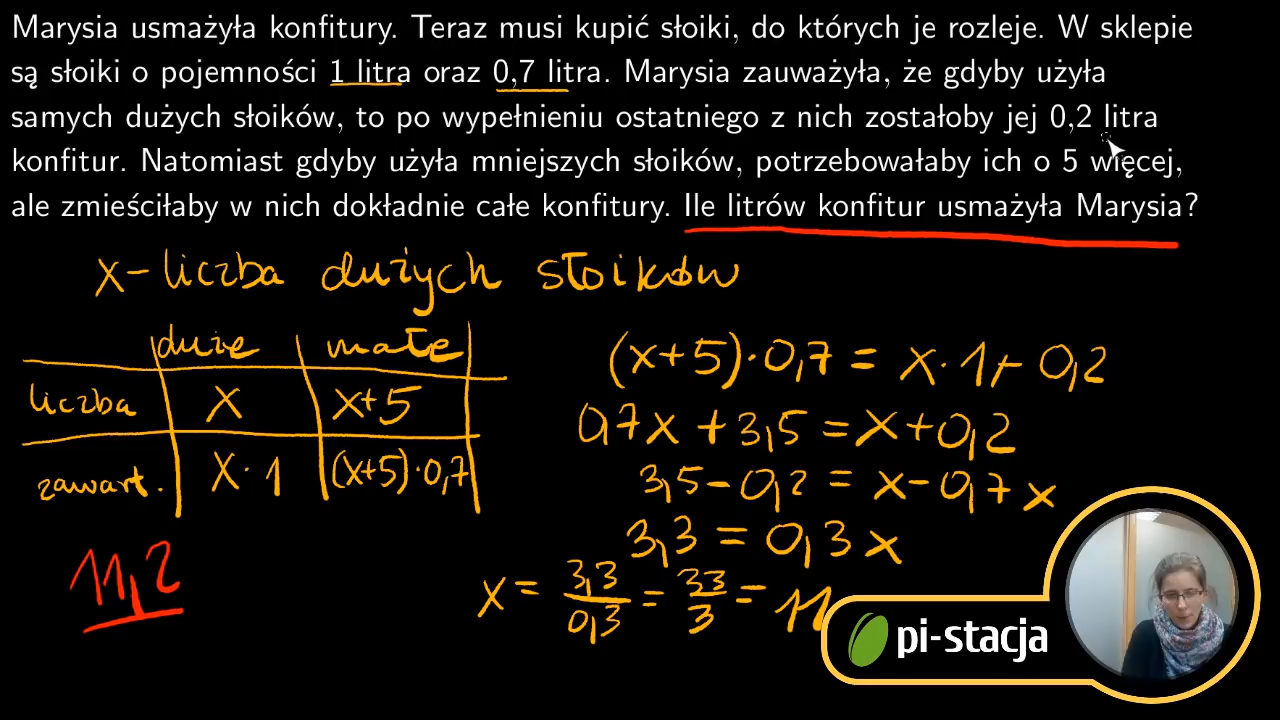 Marysia usmażyła konfitury. Teraz musi kupić słoiki, do których je rozleje. W sklepie
są słoiki o pojemności 1 litra oraz 0,7 litra. Marysia zauważyła, że gdyby użyła
samych dużych słoików, to po wypełnieniu ostatniego z nich zostałoby jej 0,2 litra
konfitur. Natomiast gdyby użyła mniejszych słoików, potrzebowałaby ich o 5 więcej,
ale zmieściłaby w nich dokładnie całe konfitury. Ile litrów konfitur usmażyła Marysia?
x - liczba dużych słoików
duże małe
liczba x x+5
zawart. x·1 (x+5)·0,7
11,2
(x+5)·0,7 = x·1+0,2
0,7x + 3,5 = x+0,2
3,5-0,2 = x-0,7x
3,3 = 0,3x
x = 3,3/0,3 = 33/3 = 11
pi-stacja